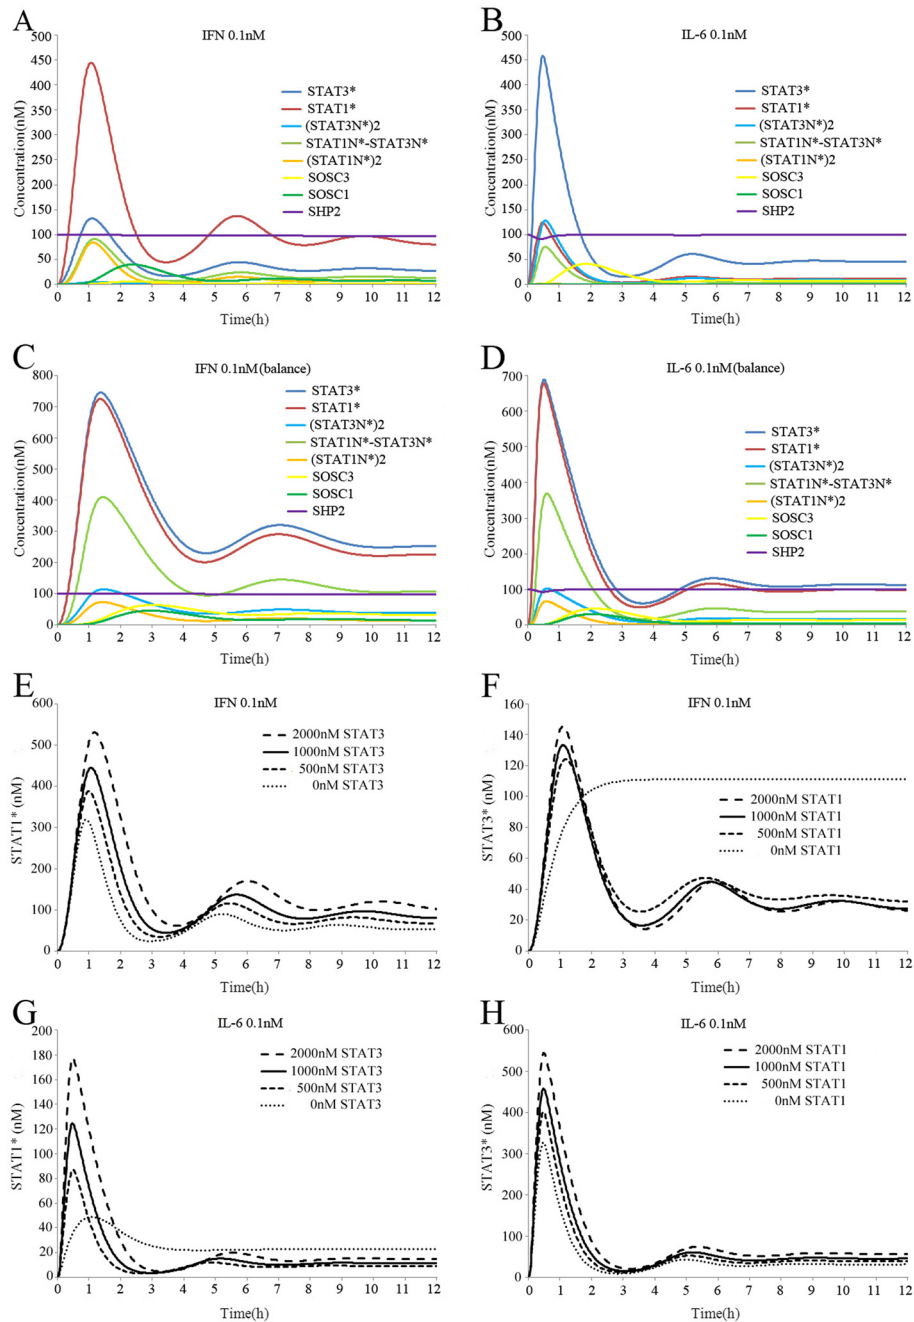 A
IFN 0.1nM
Concentration(nM)
500
450
400
350
300
250
200
150
100
50
0
STAT3*
STAT1*
(STAT3N*)2
STAT1N*-STAT3N*
(STAT1N*)2
SOSC3
SOSC1
SHP2
0 1 2 3 4 5 6 7 8 9 10 11 12
Time(h)
B
IL-6 0.1nM
Concentration(nM)
500
450
400
350
300
250
200
150
100
50
0
STAT3*
STAT1*
(STAT3N*)2
STAT1N*-STAT3N*
(STAT1N*)2
SOSC3
SOSC1
SHP2
0 1 2 3 4 5 6 7 8 9 10 11 12
Time(h)
C
IFN 0.1nM(balance)
Concentration(nM)
800
700
600
500
400
300
200
100
0
STAT3*
STAT1*
(STAT3N*)2
STAT1N*-STAT3N*
(STAT1N*)2
SOSC3
SOSC1
SHP2
0 1 2 3 4 5 6 7 8 9 10 11 12
Time(h)
D
IL-6 0.1nM(balance)
Concentration(nM)
700
600
500
400
300
200
100
0
STAT3*
STAT1*
(STAT3N*)2
STAT1N*-STAT3N*
(STAT1N*)2
SOSC3
SOSC1
SHP2
0 1 2 3 4 5 6 7 8 9 10 11 12
Time(h)
E
IFN 0.1nM
STAT1* (nM)
600
500
400
300
200
100
0
2000nM STAT3
1000nM STAT3
500nM STAT3
0nM STAT3
0 1 2 3 4 5 6 7 8 9 10 11 12
Time(h)
F
IFN 0.1nM
STAT3* (nM)
160
140
120
100
80
60
40
20
0
2000nM STAT1
1000nM STAT1
500nM STAT1
0nM STAT1
0 1 2 3 4 5 6 7 8 9 10 11 12
Time(h)
G
IL-6 0.1nM
STAT1* (nM)
200
180
160
140
120
100
80
60
40
20
0
2000nM STAT3
1000nM STAT3
500nM STAT3
0nM STAT3
0 1 2 3 4 5 6 7 8 9 10 11 12
Time(h)
H
IL-6 0.1nM
STAT3* (nM)
600
500
400
300
200
100
0
2000nM STAT1
1000nM STAT1
500nM STAT1
0nM STAT1
0 1 2 3 4 5 6 7 8 9 10 11 12
Time(h)